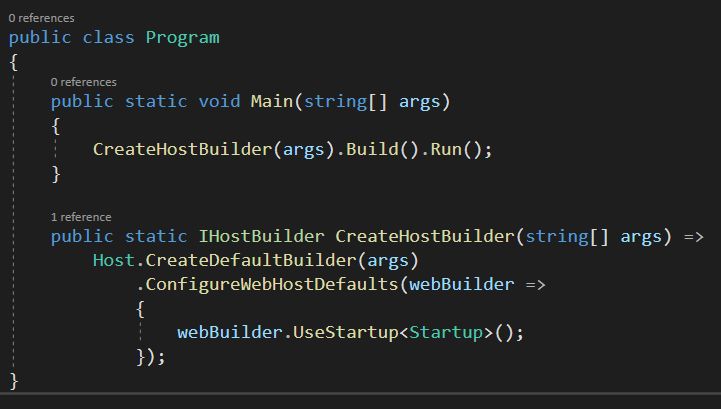 0 references
public class Program
{
0 references
public static void Main(string[] args)
{
CreateHostBuilder(args).Build().Run();
}
1 reference
public static IHostBuilder CreateHostBuilder(string[] args) =>
Host.CreateDefaultBuilder(args)
.ConfigureWebHostDefaults(webBuilder =>
{
webBuilder.UseStartup<Startup>();
});
}